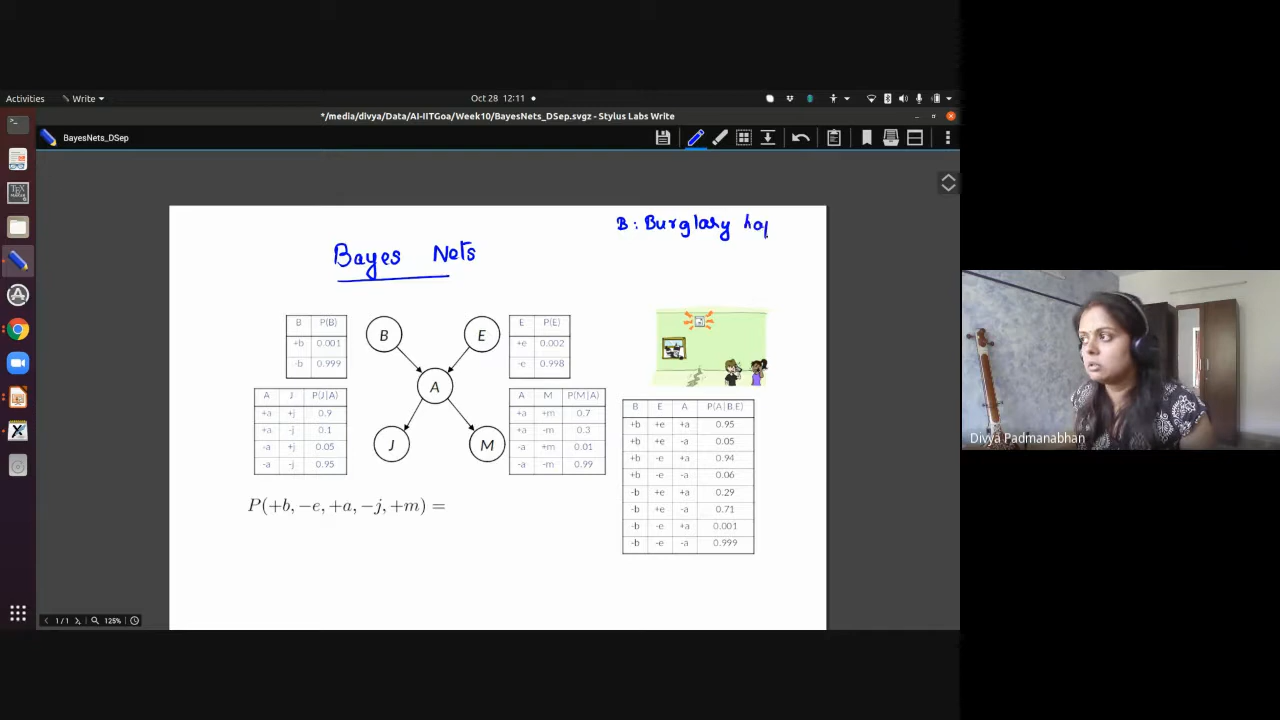 Activities
Write
Oct 28 12:11
*/media/divya/Data/AI-IITGoa/Week10/BayesNets_DSep.svgz - Stylus Labs Write
BayesNets_DSep
B : Burglary
Bayes Nets
B P(B)
+b 0.001
-b 0.999
B
E
E P(E)
+e 0.002
-e 0.998
A
A J P(J|A)
+a +j 0.9
+a -j 0.1
-a +j 0.05
-a -j 0.95
J
M
A M P(M|A)
+a +m 0.7
+a -m 0.3
-a +m 0.01
-a -m 0.99
B E A P(A|B,E)
+b +e +a 0.95
+b +e -a 0.05
+b -e +a 0.94
+b -e -a 0.06
-b +e +a 0.29
-b +e -a 0.71
-b -e +a 0.001
-b -e -a 0.999
P(+b, −e, +a, −j, +m) =
1/1
125%
Divya Padmanabhan